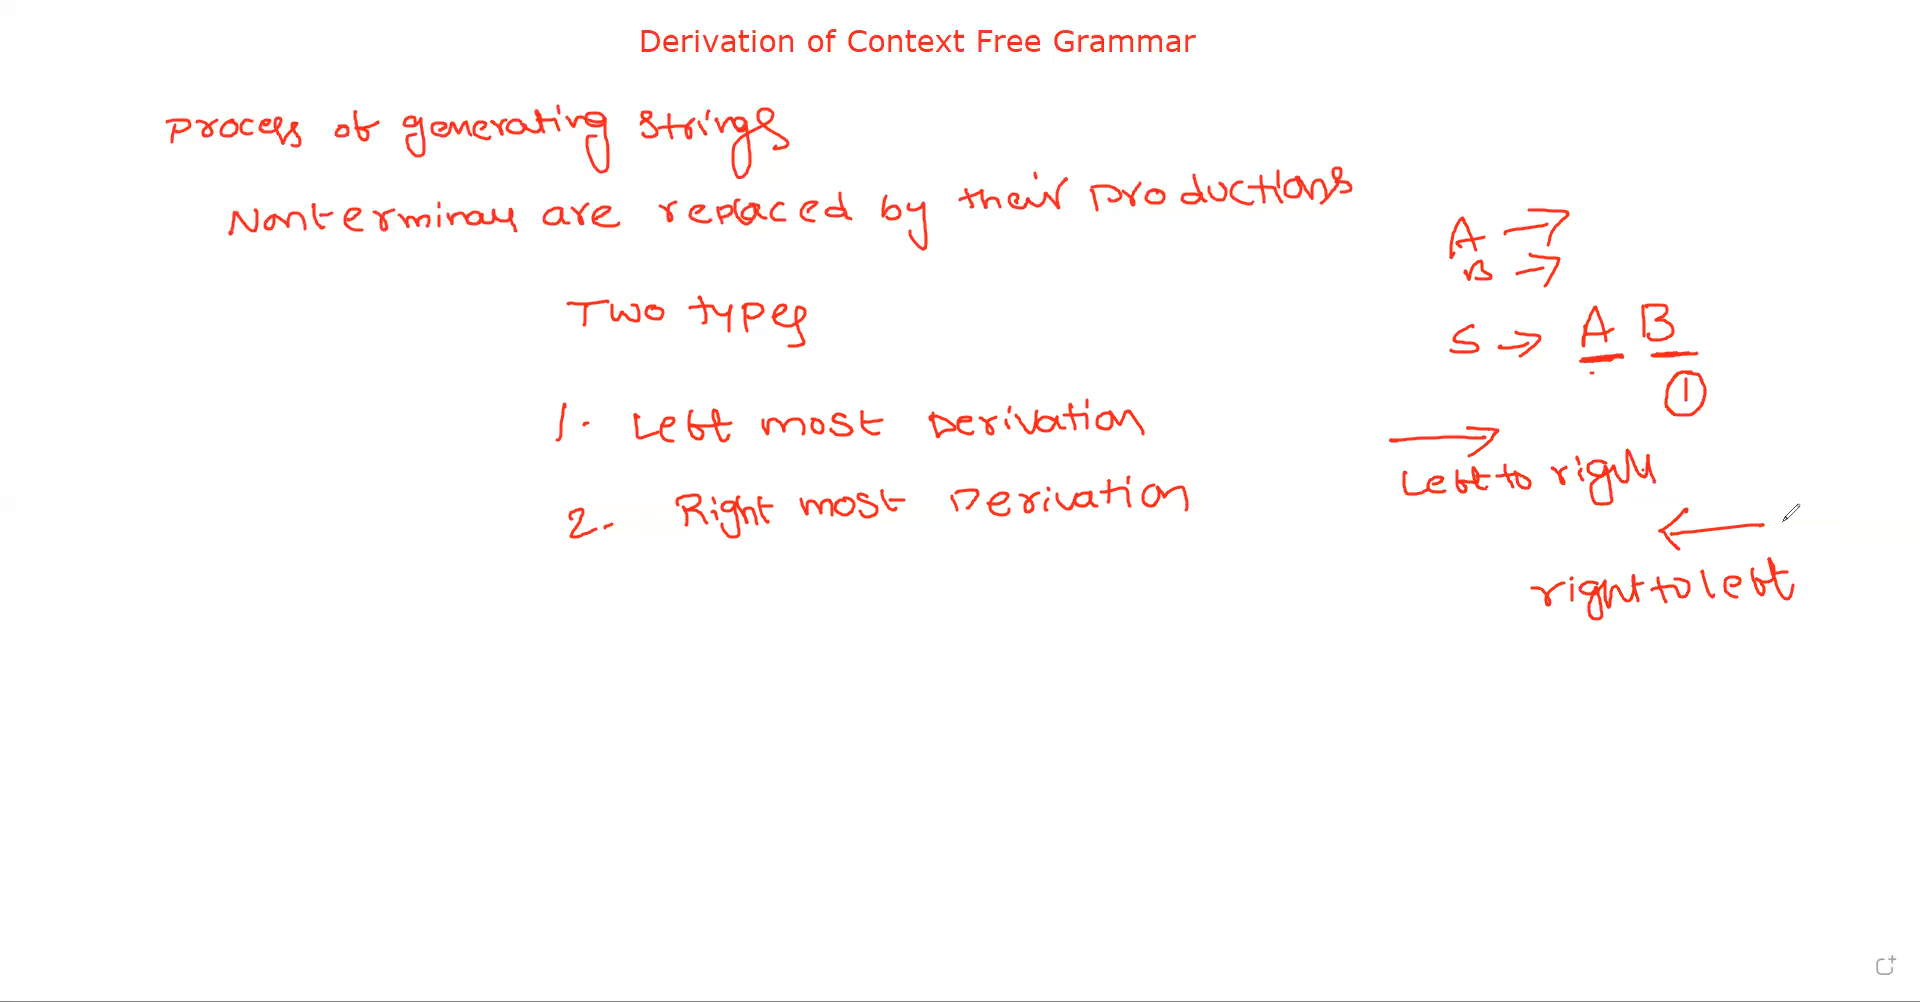 Derivation of Context Free Grammar
Process of generating strings
Nonterminals are replaced by their productions
A →
B →
Two types
S → A B
1
1. Left most Derivation
Left to right
2. Right most Derivation
right to left